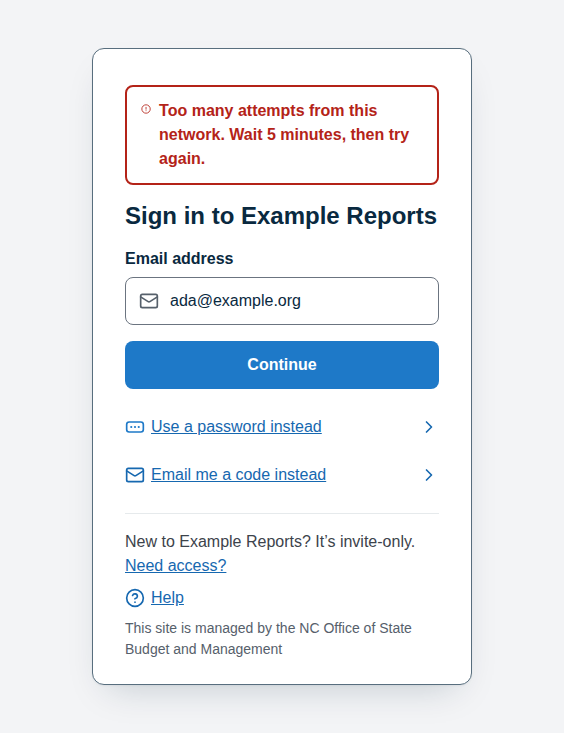 Too many attempts from this
network. Wait 5 minutes, then try
again.
Sign in to Example Reports
Email address
ada@example.org
Continue
Use a password instead
Email me a code instead
New to Example Reports? It’s invite-only.
Need access?
Help
This site is managed by the NC Office of State
Budget and Management